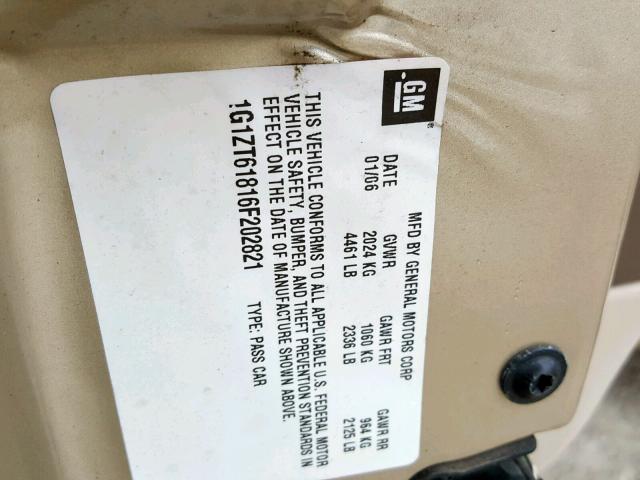 GM®
MFD BY GENERAL MOTORS CORP
DATE GVWR GAWR FRT GAWR RR
01/06 2024 KG 1060 KG 964 KG
4461 LB 2336 LB 2125 LB
THIS VEHICLE CONFORMS TO ALL APPLICABLE U.S. FEDERAL MOTOR
VEHICLE SAFETY, BUMPER, AND THEFT PREVENTION STANDARDS IN
EFFECT ON THE DATE OF MANUFACTURE SHOWN ABOVE.
1G1ZT61816F202821 TYPE: PASS CAR